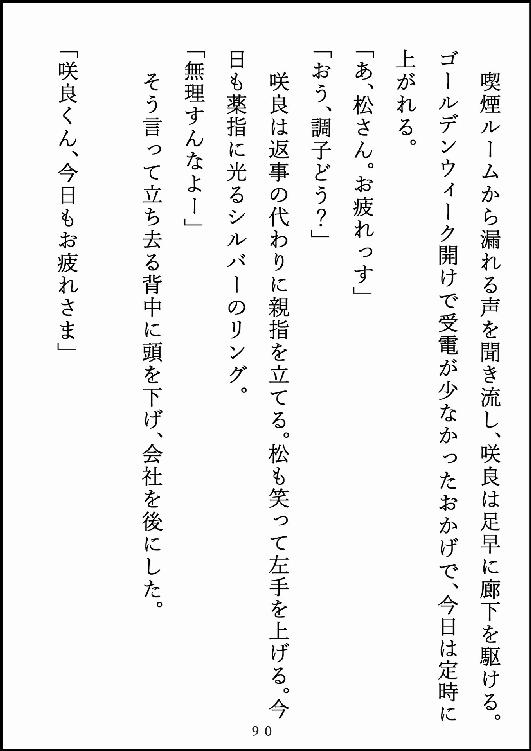 喫煙ルームから漏れる声を聞き流し、咲良は足早に廊下を駆ける。
ゴールデンウィーク開けで受電が少なかったおかげで、今日は定時に
上がれる。
「あ、松さん。お疲れっす」
「おう、調子どう？」
　咲良は返事の代わりに親指を立てる。松も笑って左手を上げる。今
日も薬指に光るシルバーのリング。
「無理すんなよー」
　そう言って立ち去る背中に頭を下げ、会社を後にした。
「咲良くん、今日もお疲れさま」
90